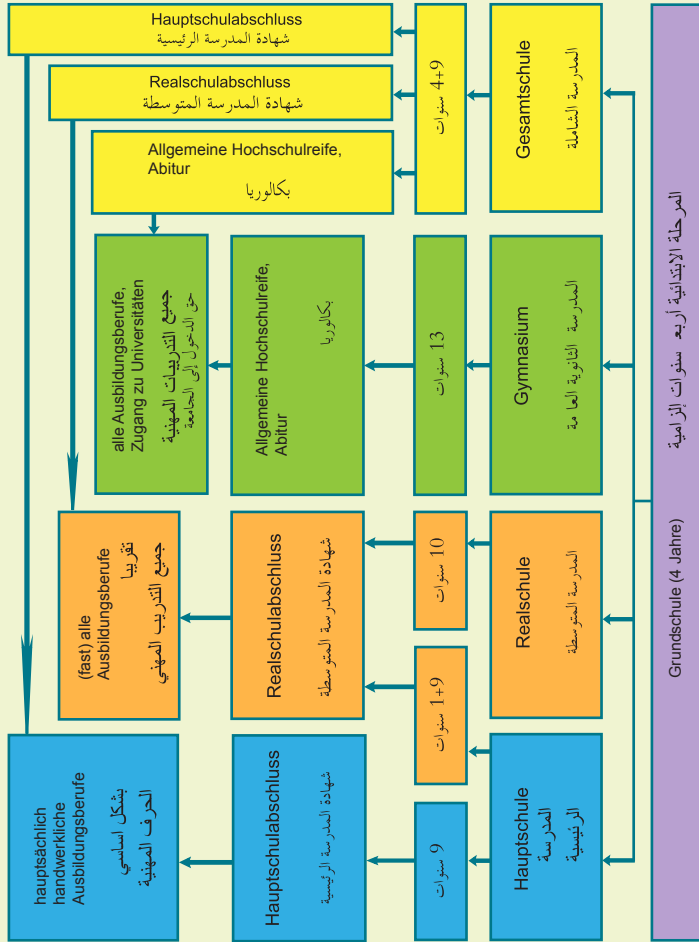 Hauptschulabschluss
شهادة المدرسة الرئيسية
Realschulabschluss
شهادة المدرسة المتوسطة
Allgemeine Hochschulreife,
Abitur
بكالوريا
4+9 سنوات
Gesamtschule
المدرسة الشاملة
alle Ausbildungsberufe,
Zugang zu Universitäten
جميع التدريبات المهنية
حق الدخول إلى الجامعة
Allgemeine Hochschulreife,
Abitur
بكالوريا
13 سنوات
Gymnasium
المدرسة الثانوية العامة
(fast) alle
Ausbildungsberufe
تقريبا
جميع التدريب المهني
Realschulabschluss
شهادة المدرسة المتوسطة
10 سنوات
1+9 سنوات
Realschule
المدرسة المتوسطة
hauptsächlich
handwerkliche
Ausbildungsberufe
بشكل اساسي
الحرف المهنية
Hauptschulabschluss
شهادة المدرسة الرئيسية
9 سنوات
Hauptschule
المدرسة
الرئيسية
Grundschule (4 Jahre)
المرحلة الابتدائية أربع سنوات إلزامية